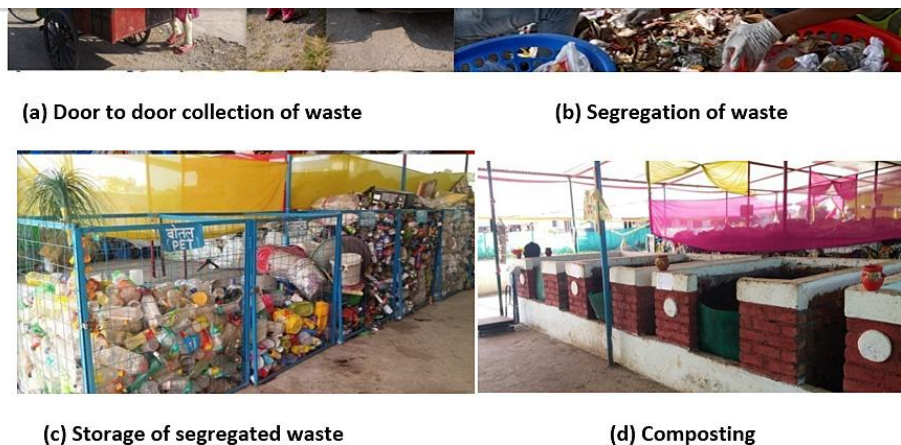 (a) Door to door collection of waste
(b) Segregation of waste
बोतल
PET
(c) Storage of segregated waste
(d) Composting